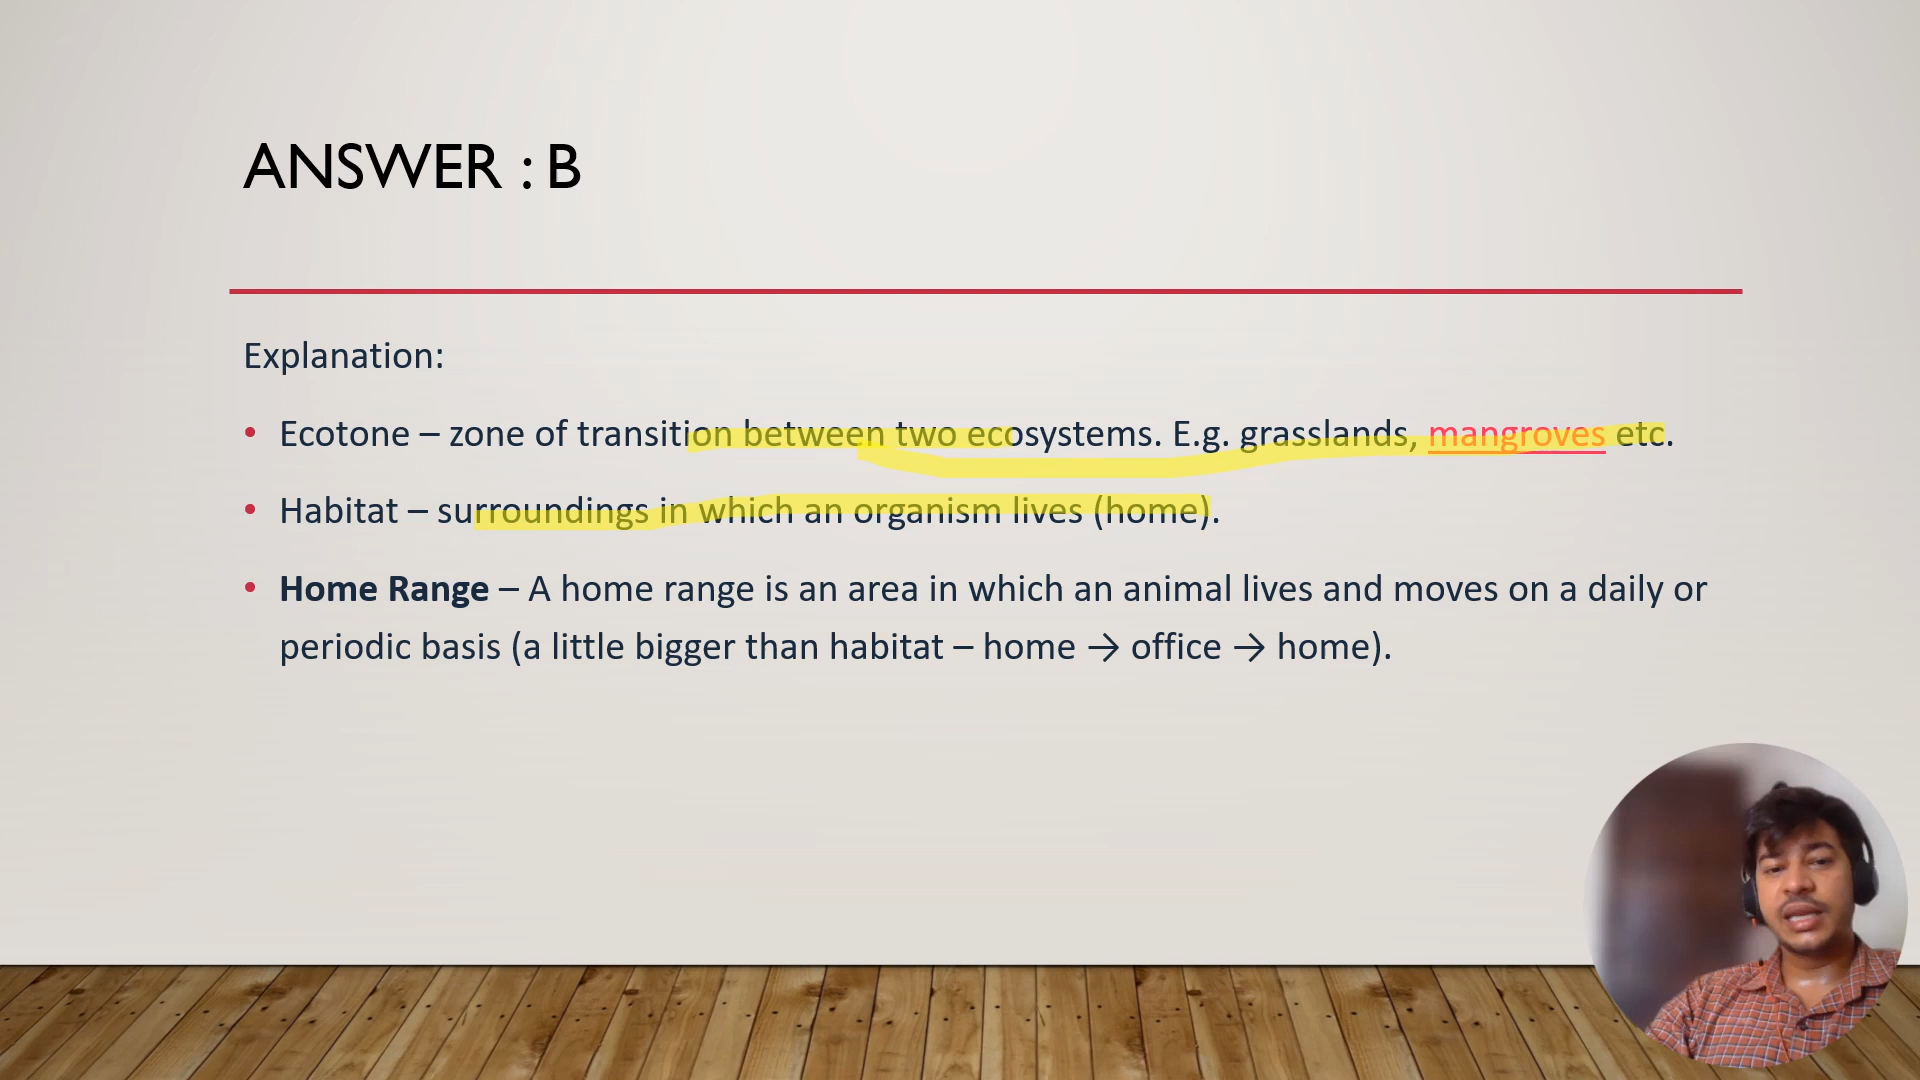 ANSWER : B
Explanation:
• Ecotone – zone of transition between two ecosystems. E.g. grasslands, mangroves etc.
• Habitat – surroundings in which an organism lives (home).
• Home Range – A home range is an area in which an animal lives and moves on a daily or
periodic basis (a little bigger than habitat – home → office → home).